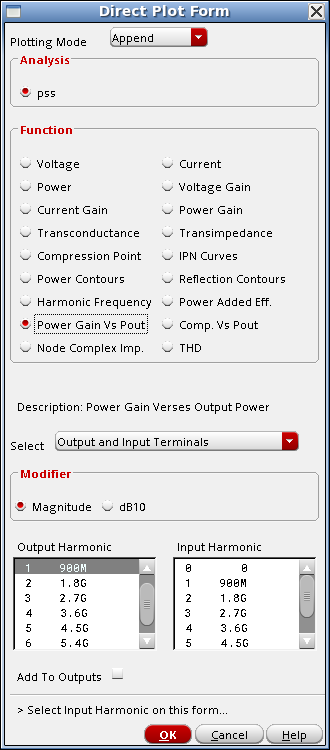 Direct Plot Form
Plotting Mode Append
Analysis
pss
Function
Voltage Current
Power Voltage Gain
Current Gain Power Gain
Transconductance Transimpedance
Compression Point IPN Curves
Power Contours Reflection Contours
Harmonic Frequency Power Added Eff.
Power Gain Vs Pout Comp. Vs Pout
Node Complex Imp. THD
Description: Power Gain Verses Output Power
Select Output and Input Terminals
Modifier
Magnitude dB10
Output Harmonic Input Harmonic
1 900M 0 0
2 1.8G 1 900M
3 2.7G 2 1.8G
4 3.6G 3 2.7G
5 4.5G 4 3.6G
6 5.4G 5 4.5G
Add To Outputs
> Select Input Harmonic on this form...
OK Cancel Help